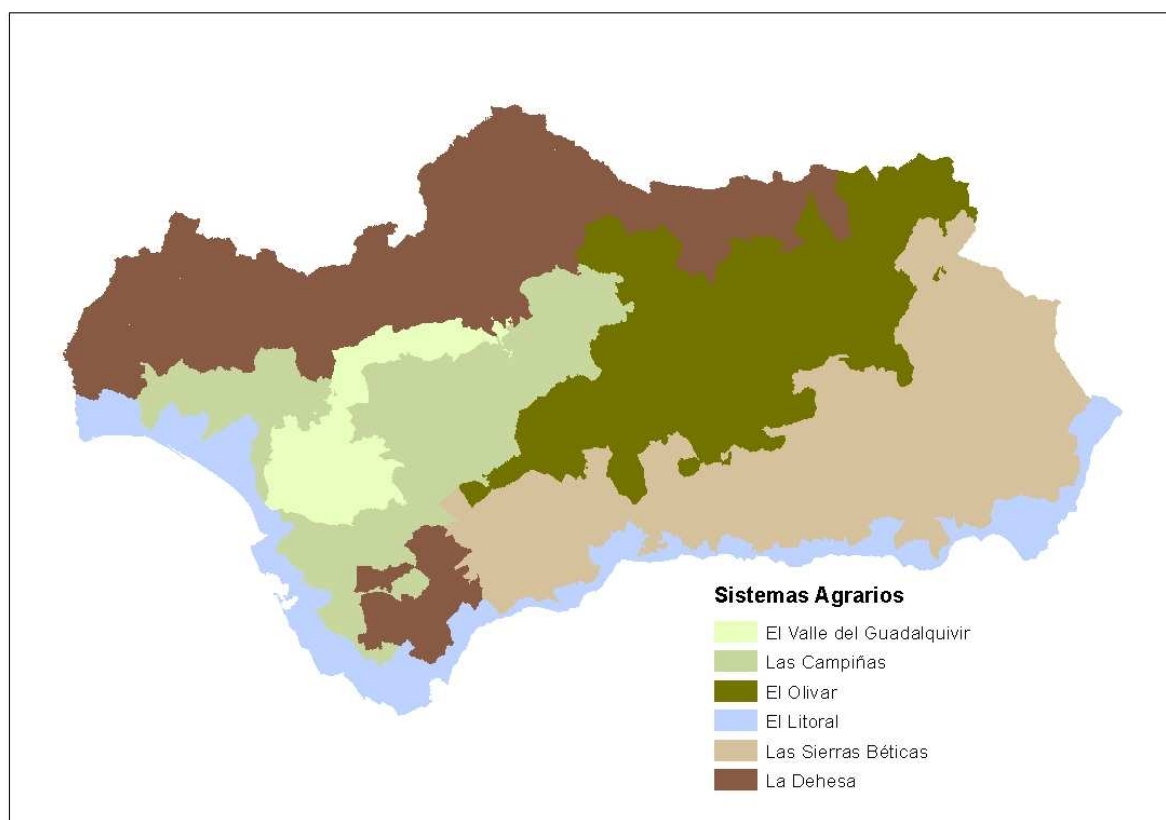 Sistemas Agrarios
El Valle del Guadalquivir
Las Campiñas
El Olivar
El Litoral
Las Sierras Béticas
La Dehesa